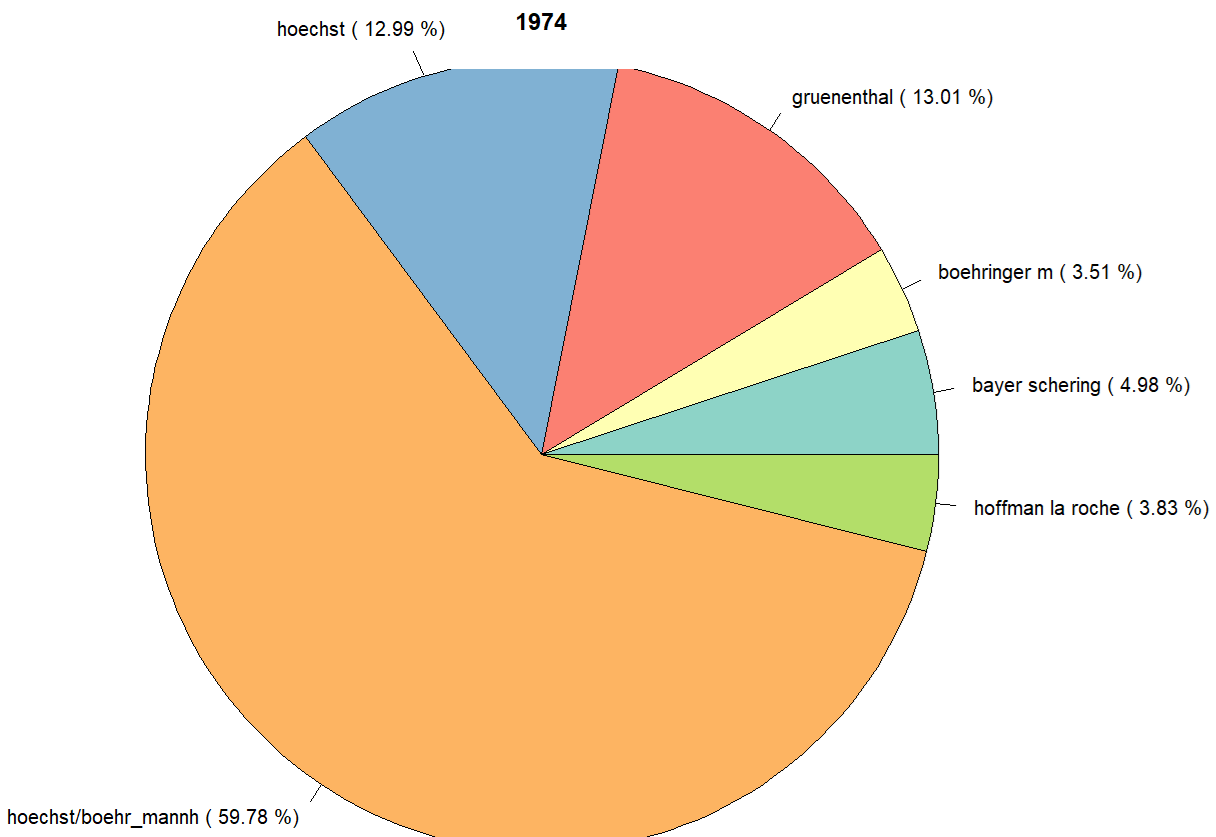 1974
hoechst ( 12.99 %)
gruenenthal ( 13.01 %)
boehringer m ( 3.51 %)
bayer schering ( 4.98 %)
hoffman la roche ( 3.83 %)
hoechst/boehr_mannh ( 59.78 %)